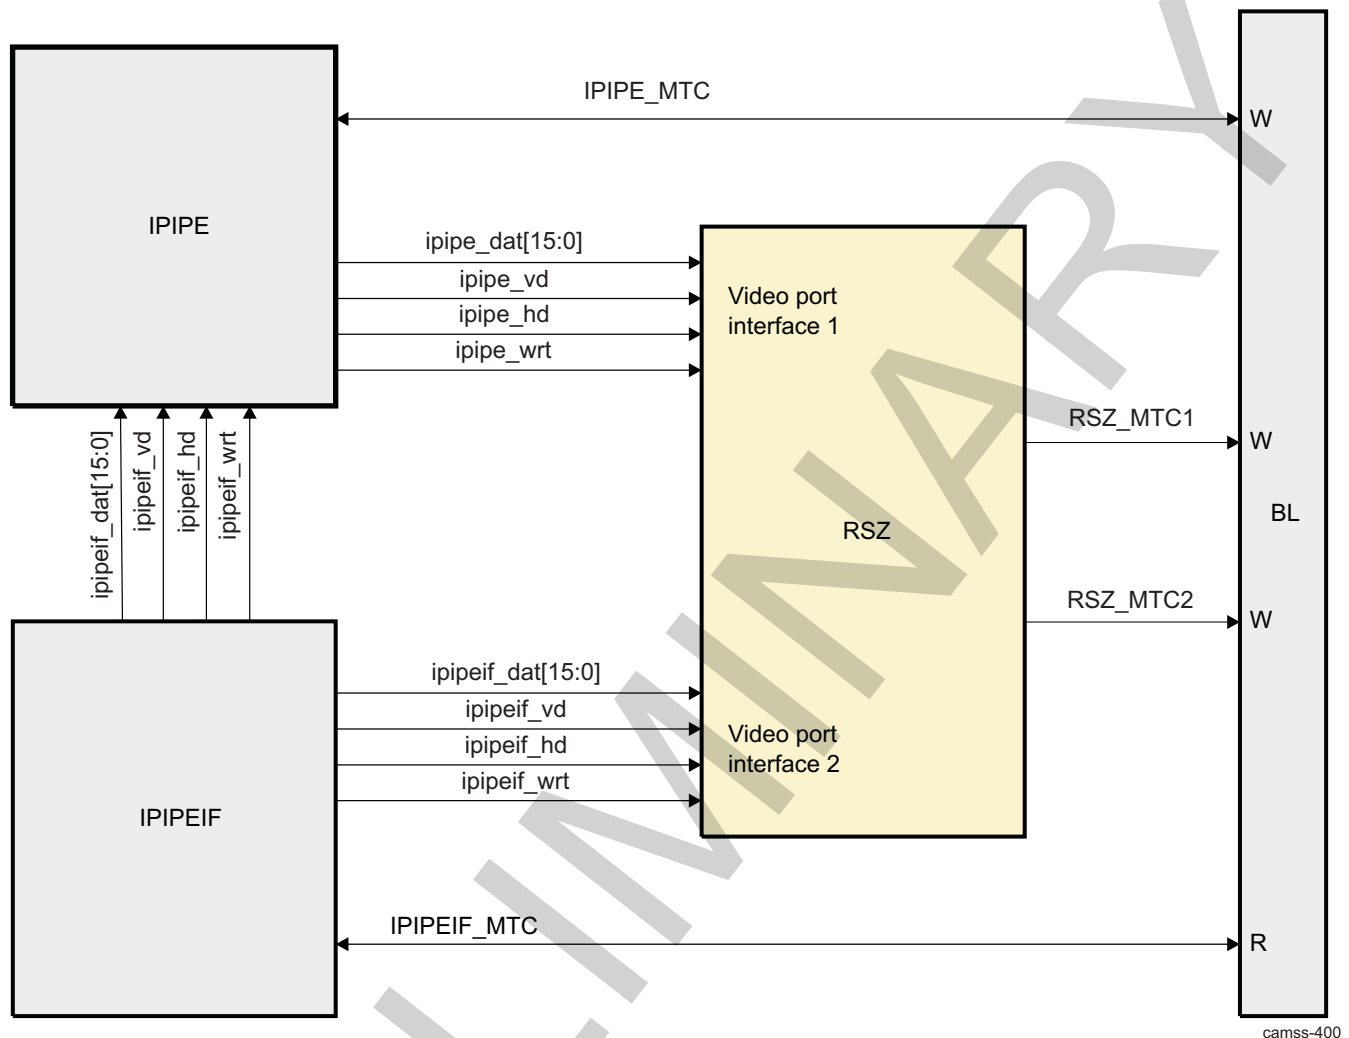 IPIPE_MTC
W
IPIPE
ipipe_dat[15:0]
ipipe_vd
ipipe_hd
ipipe_wrt
Video port
interface 1
ipipeif_dat[15:0]
ipipeif_vd
ipipeif_hd
ipipeif_wrt
RSZ_MTC1
W
BL
RSZ
RSZ_MTC2
W
ipipeif_dat[15:0]
ipipeif_vd
ipipeif_hd
ipipeif_wrt
Video port
interface 2
IPIPEIF
IPIPEIF_MTC
R
camss-400
LIMINARY